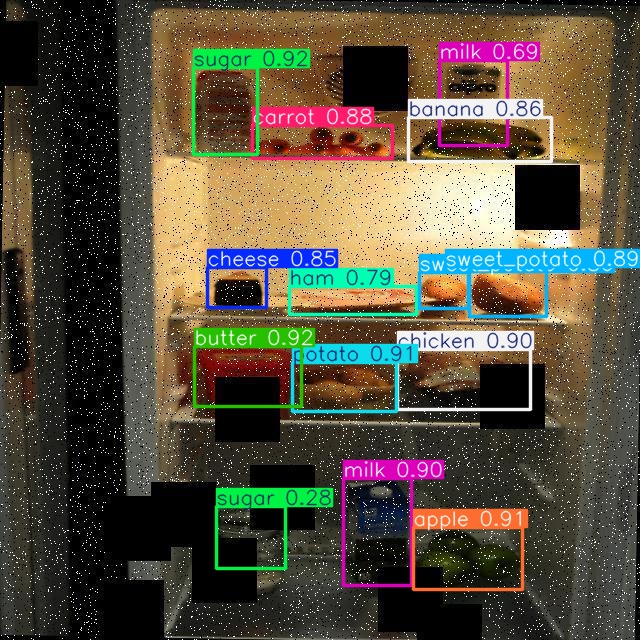 sugar 0.92
milk 0.69
carrot 0.88
banana 0.86
cheese 0.85
ham 0.79
sweet_potato 0.89
butter 0.92
potato 0.91
chicken 0.90
milk 0.90
sugar 0.28
apple 0.91